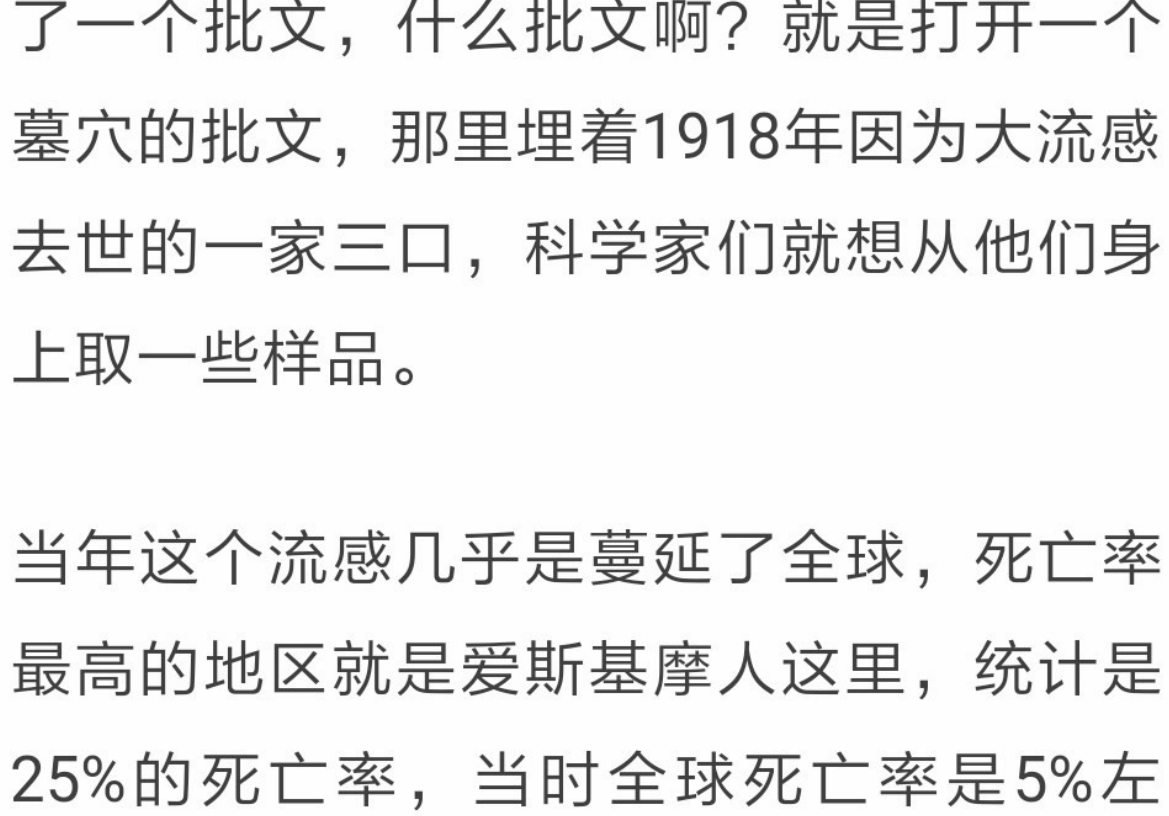 了一个批文，什么批文啊？就是打开一个
墓穴的批文，那里埋着1918年因为大流感
去世的一家三口，科学家们就想从他们身
上取一些样品。
当年这个流感几乎是蔓延了全球，死亡率
最高的地区就是爱斯基摩人这里，统计是
25%的死亡率，当时全球死亡率是5%左